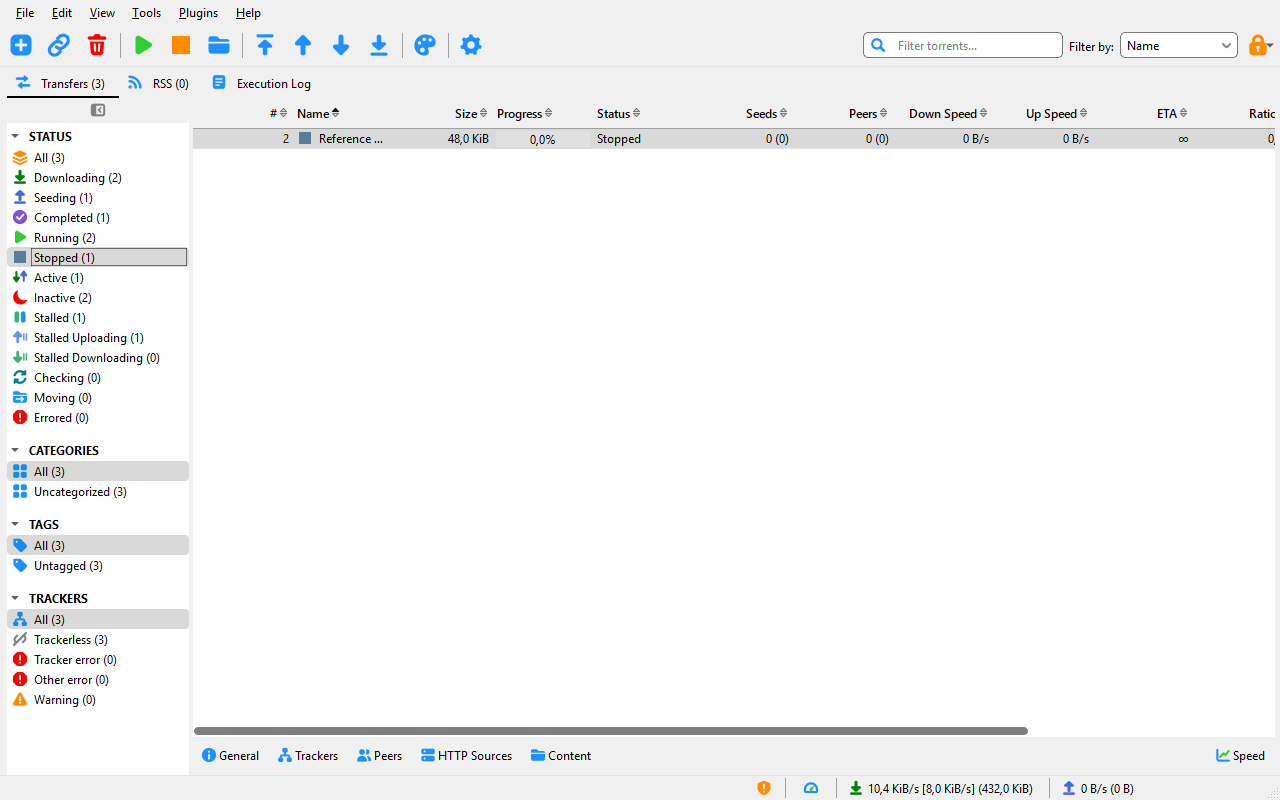 File Edit View Tools Plugins Help
Filter torrents... Filter by: Name
Transfers (3) RSS (0) Execution Log
# Name Size Progress Status Seeds Peers Down Speed Up Speed ETA Ratio
2 Reference ... 48,0 KiB 0,0% Stopped 0 (0) 0 (0) 0 B/s 0 B/s ∞ 0,
STATUS
All (3)
Downloading (2)
Seeding (1)
Completed (1)
Running (2)
Stopped (1)
Active (1)
Inactive (2)
Stalled (1)
Stalled Uploading (1)
Stalled Downloading (0)
Checking (0)
Moving (0)
Errored (0)
CATEGORIES
All (3)
Uncategorized (3)
TAGS
All (3)
Untagged (3)
TRACKERS
All (3)
Trackerless (3)
Tracker error (0)
Other error (0)
Warning (0)
General Trackers Peers HTTP Sources Content Speed
10,4 KiB/s [8,0 KiB/s] (432,0 KiB) 0 B/s (0 B)